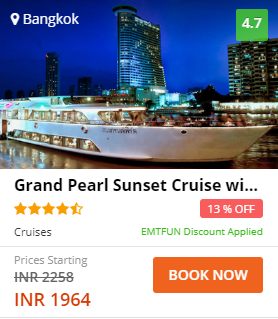 Bangkok
4.7
Grand Pearl Sunset Cruise wi...
13 % OFF
Cruises
EMTFUN Discount Applied
Prices Starting
INR 2258
INR 1964
BOOK NOW